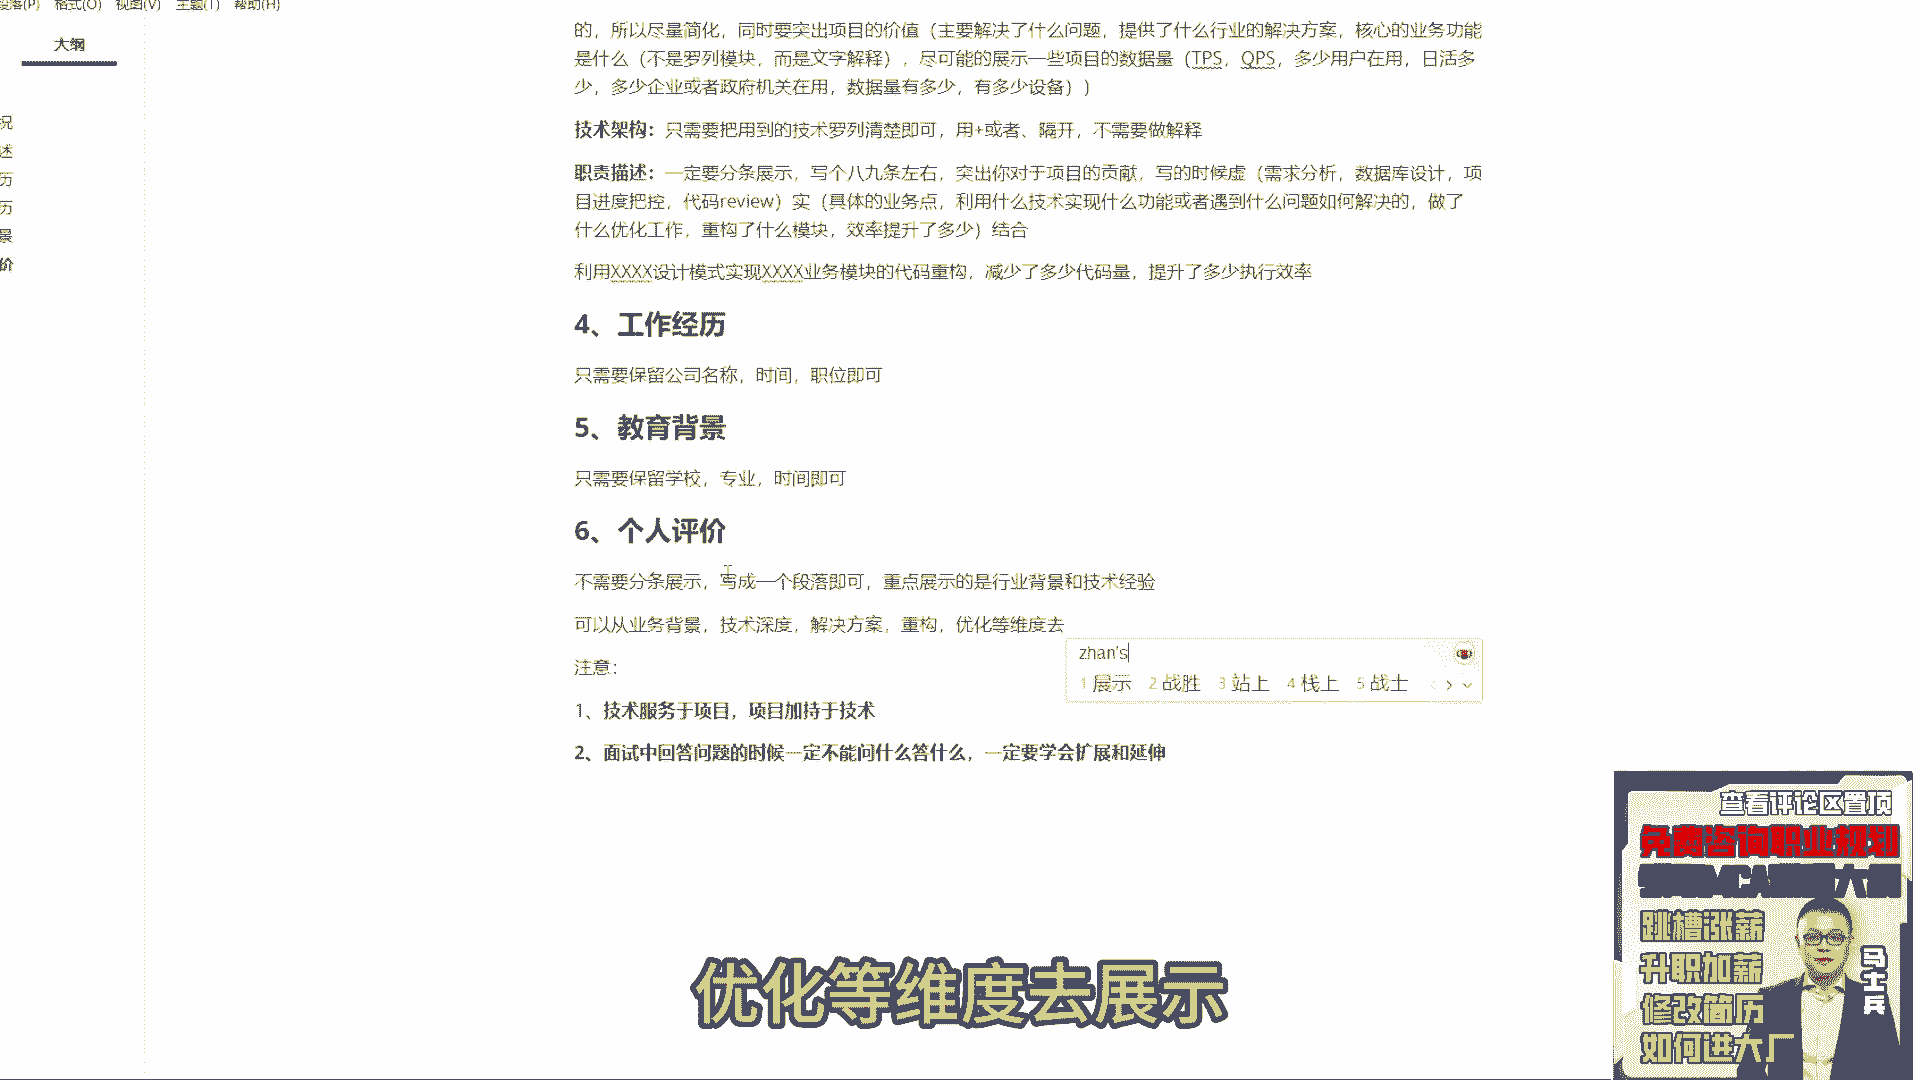 段落(P) 格式(O) 视图(V) 主题(T) 帮助(H)
大纲
况
述
历
历
景
价
的，所以尽量简化，同时要突出项目的价值（主要解决了什么问题，提供了什么行业的解决方案，核心的业务功能
是什么（不是罗列模块，而是文字解释），尽可能的展示一些项目的数据量（TPS，QPS，多少用户在用，日活多
少，多少企业或者政府机关在用，数据量有多少，有多少设备））
技术架构：只需要把用到的技术罗列清楚即可，用+或者、隔开，不需要做解释
职责描述：一定要分条展示，写个八九条左右，突出你对于项目的贡献，写的时候虚（需求分析，数据库设计，项
目进度把控，代码review）实（具体的业务点，利用什么技术实现什么功能或者遇到什么问题如何解决的，做了
什么优化工作，重构了什么模块，效率提升了多少）结合
利用XXXX设计模式实现XXXX业务模块的代码重构，减少了多少代码量，提升了多少执行效率
4、工作经历
只需要保留公司名称，时间，职位即可
5、教育背景
只需要保留学校，专业，时间即可
6、个人评价
不需要分条展示，写成一个段落即可，重点展示的是行业背景和技术经验
可以从业务背景，技术深度，解决方案，重构，优化等维度去
zhan's
1 展示 2 战胜 3 站上 4 栈上 5 战士
注意：
1、技术服务于项目，项目加持于技术
2、面试中回答问题的时候一定不能问什么答什么，一定要学会扩展和延伸
查看评论区置顶
免费咨询职业规划
跳槽涨薪
升职加薪
修改简历
如何进大厂
马士兵
优化等维度去展示